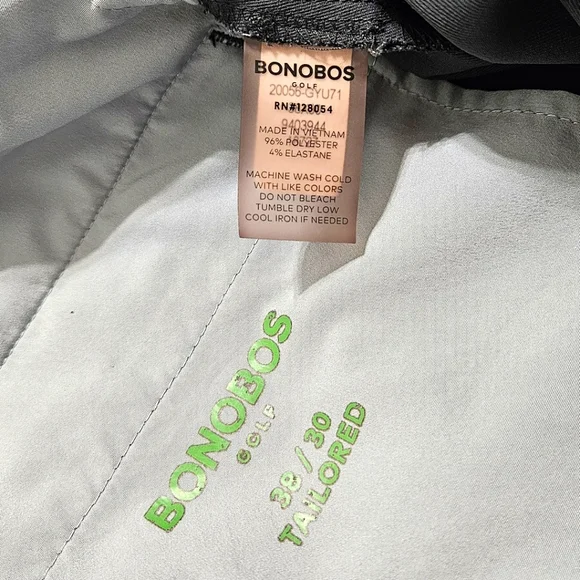 BONOBOS
GOLF
20056-GYU71
RN#128054
9403944
MADE IN VIETNAM
96% POLYESTER
4% ELASTANE
MACHINE WASH COLD
WITH LIKE COLORS
DO NOT BLEACH
TUMBLE DRY LOW
COOL IRON IF NEEDED
BONOBOS
GOLF
38/30
TAILORED